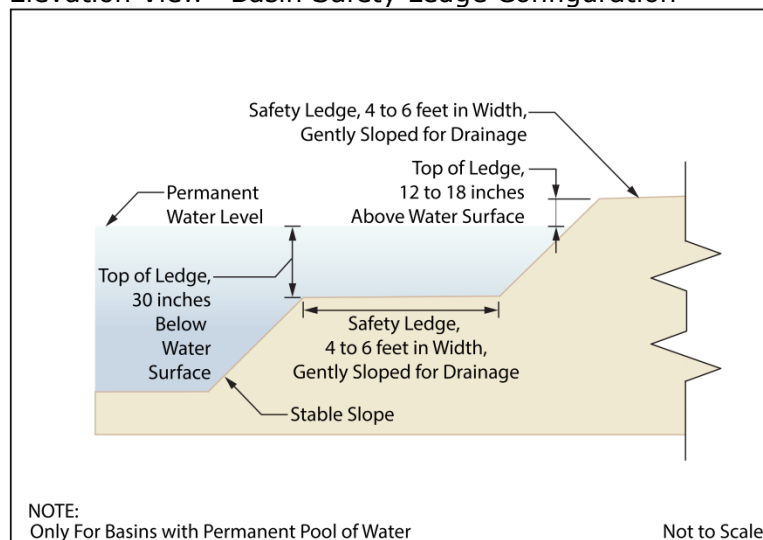 Elevation View - Basin Safety Ledge Configuration
Safety Ledge, 4 to 6 feet in Width,
Gently Sloped for Drainage
Top of Ledge,
12 to 18 inches
Above Water Surface
Permanent
Water Level
Top of Ledge,
30 inches
Below
Water
Surface
Safety Ledge,
4 to 6 feet in Width,
Gently Sloped for Drainage
Stable Slope
NOTE:
Only For Basins with Permanent Pool of Water
Not to Scale